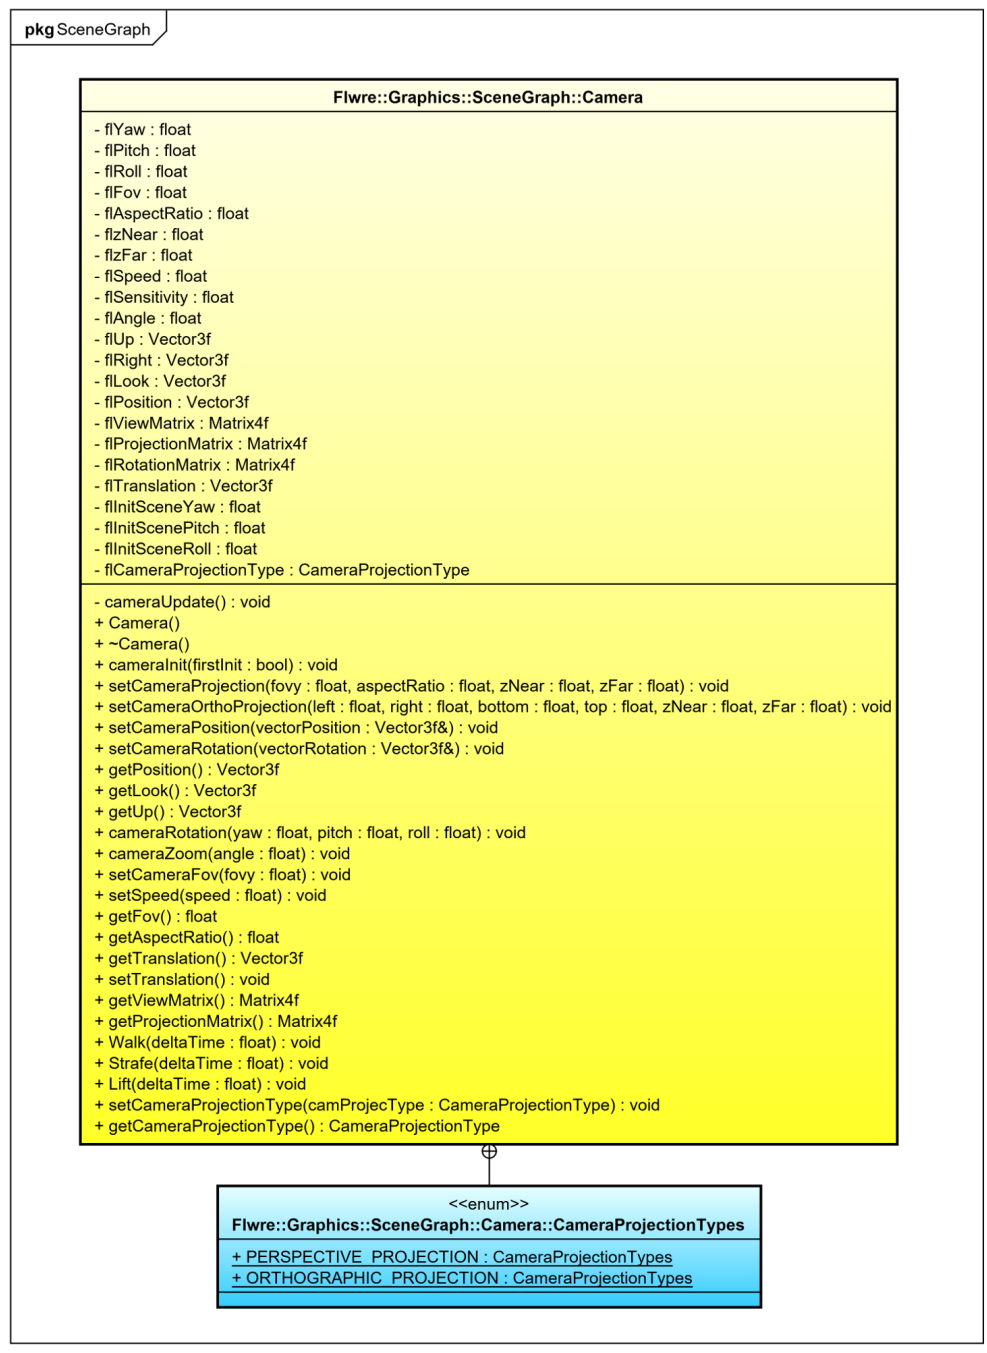 pkg SceneGraph
Flwre::Graphics::SceneGraph::Camera
- flYaw : float
- flPitch : float
- flRoll : float
- flFov : float
- flAspectRatio : float
- flzNear : float
- flzFar : float
- flSpeed : float
- flSensitivity : float
- flAngle : float
- flUp : Vector3f
- flRight : Vector3f
- flLook : Vector3f
- flPosition : Vector3f
- flViewMatrix : Matrix4f
- flProjectionMatrix : Matrix4f
- flRotationMatrix : Matrix4f
- flTranslation : Vector3f
- flInitSceneYaw : float
- flInitScenePitch : float
- flInitSceneRoll : float
- flCameraProjectionType : CameraProjectionType
- cameraUpdate() : void
+ Camera()
+ ~Camera()
+ cameraInit(firstInit : bool) : void
+ setCameraProjection(fovy : float, aspectRatio : float, zNear : float, zFar : float) : void
+ setCameraOrthoProjection(left : float, right : float, bottom : float, top : float, zNear : float, zFar : float) : void
+ setCameraPosition(vectorPosition : Vector3f&) : void
+ setCameraRotation(vectorRotation : Vector3f&) : void
+ getPosition() : Vector3f
+ getLook() : Vector3f
+ getUp() : Vector3f
+ cameraRotation(yaw : float, pitch : float, roll : float) : void
+ cameraZoom(angle : float) : void
+ setCameraFov(fovy : float) : void
+ setSpeed(speed : float) : void
+ getFov() : float
+ getAspectRatio() : float
+ getTranslation() : Vector3f
+ setTranslation() : void
+ getViewMatrix() : Matrix4f
+ getProjectionMatrix() : Matrix4f
+ Walk(deltaTime : float) : void
+ Strafe(deltaTime : float) : void
+ Lift(deltaTime : float) : void
+ setCameraProjectionType(camProjecType : CameraProjectionType) : void
+ getCameraProjectionType() : CameraProjectionType
<<enum>>
Flwre::Graphics::SceneGraph::Camera::CameraProjectionTypes
+ PERSPECTIVE_PROJECTION : CameraProjectionTypes
+ ORTHOGRAPHIC_PROJECTION : CameraProjectionTypes